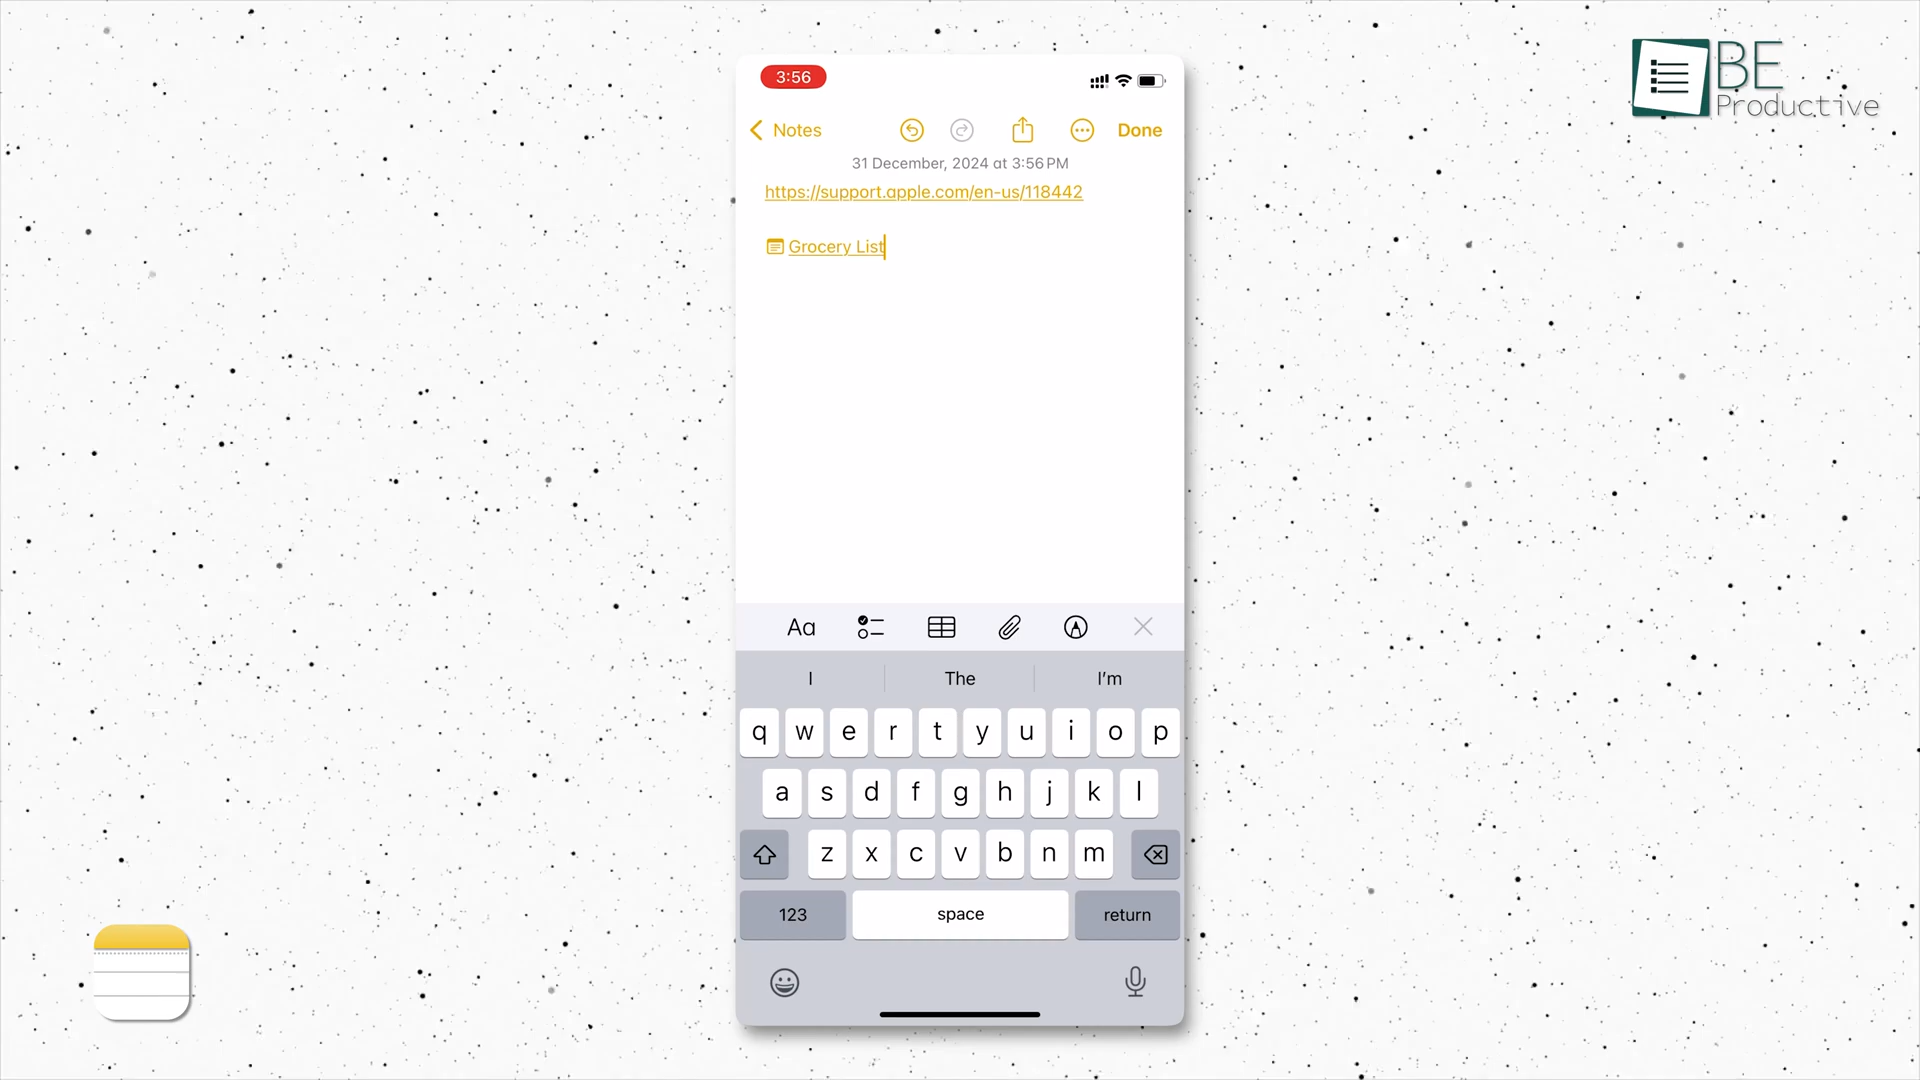 BE
Productive
3:56
Notes
Done
31 December, 2024 at 3:56 PM
https://support.apple.com/en-us/118442
Grocery List
Aa
I The I'm
q w e r t y u i o p
a s d f g h j k l
z x c v b n m
123 space return